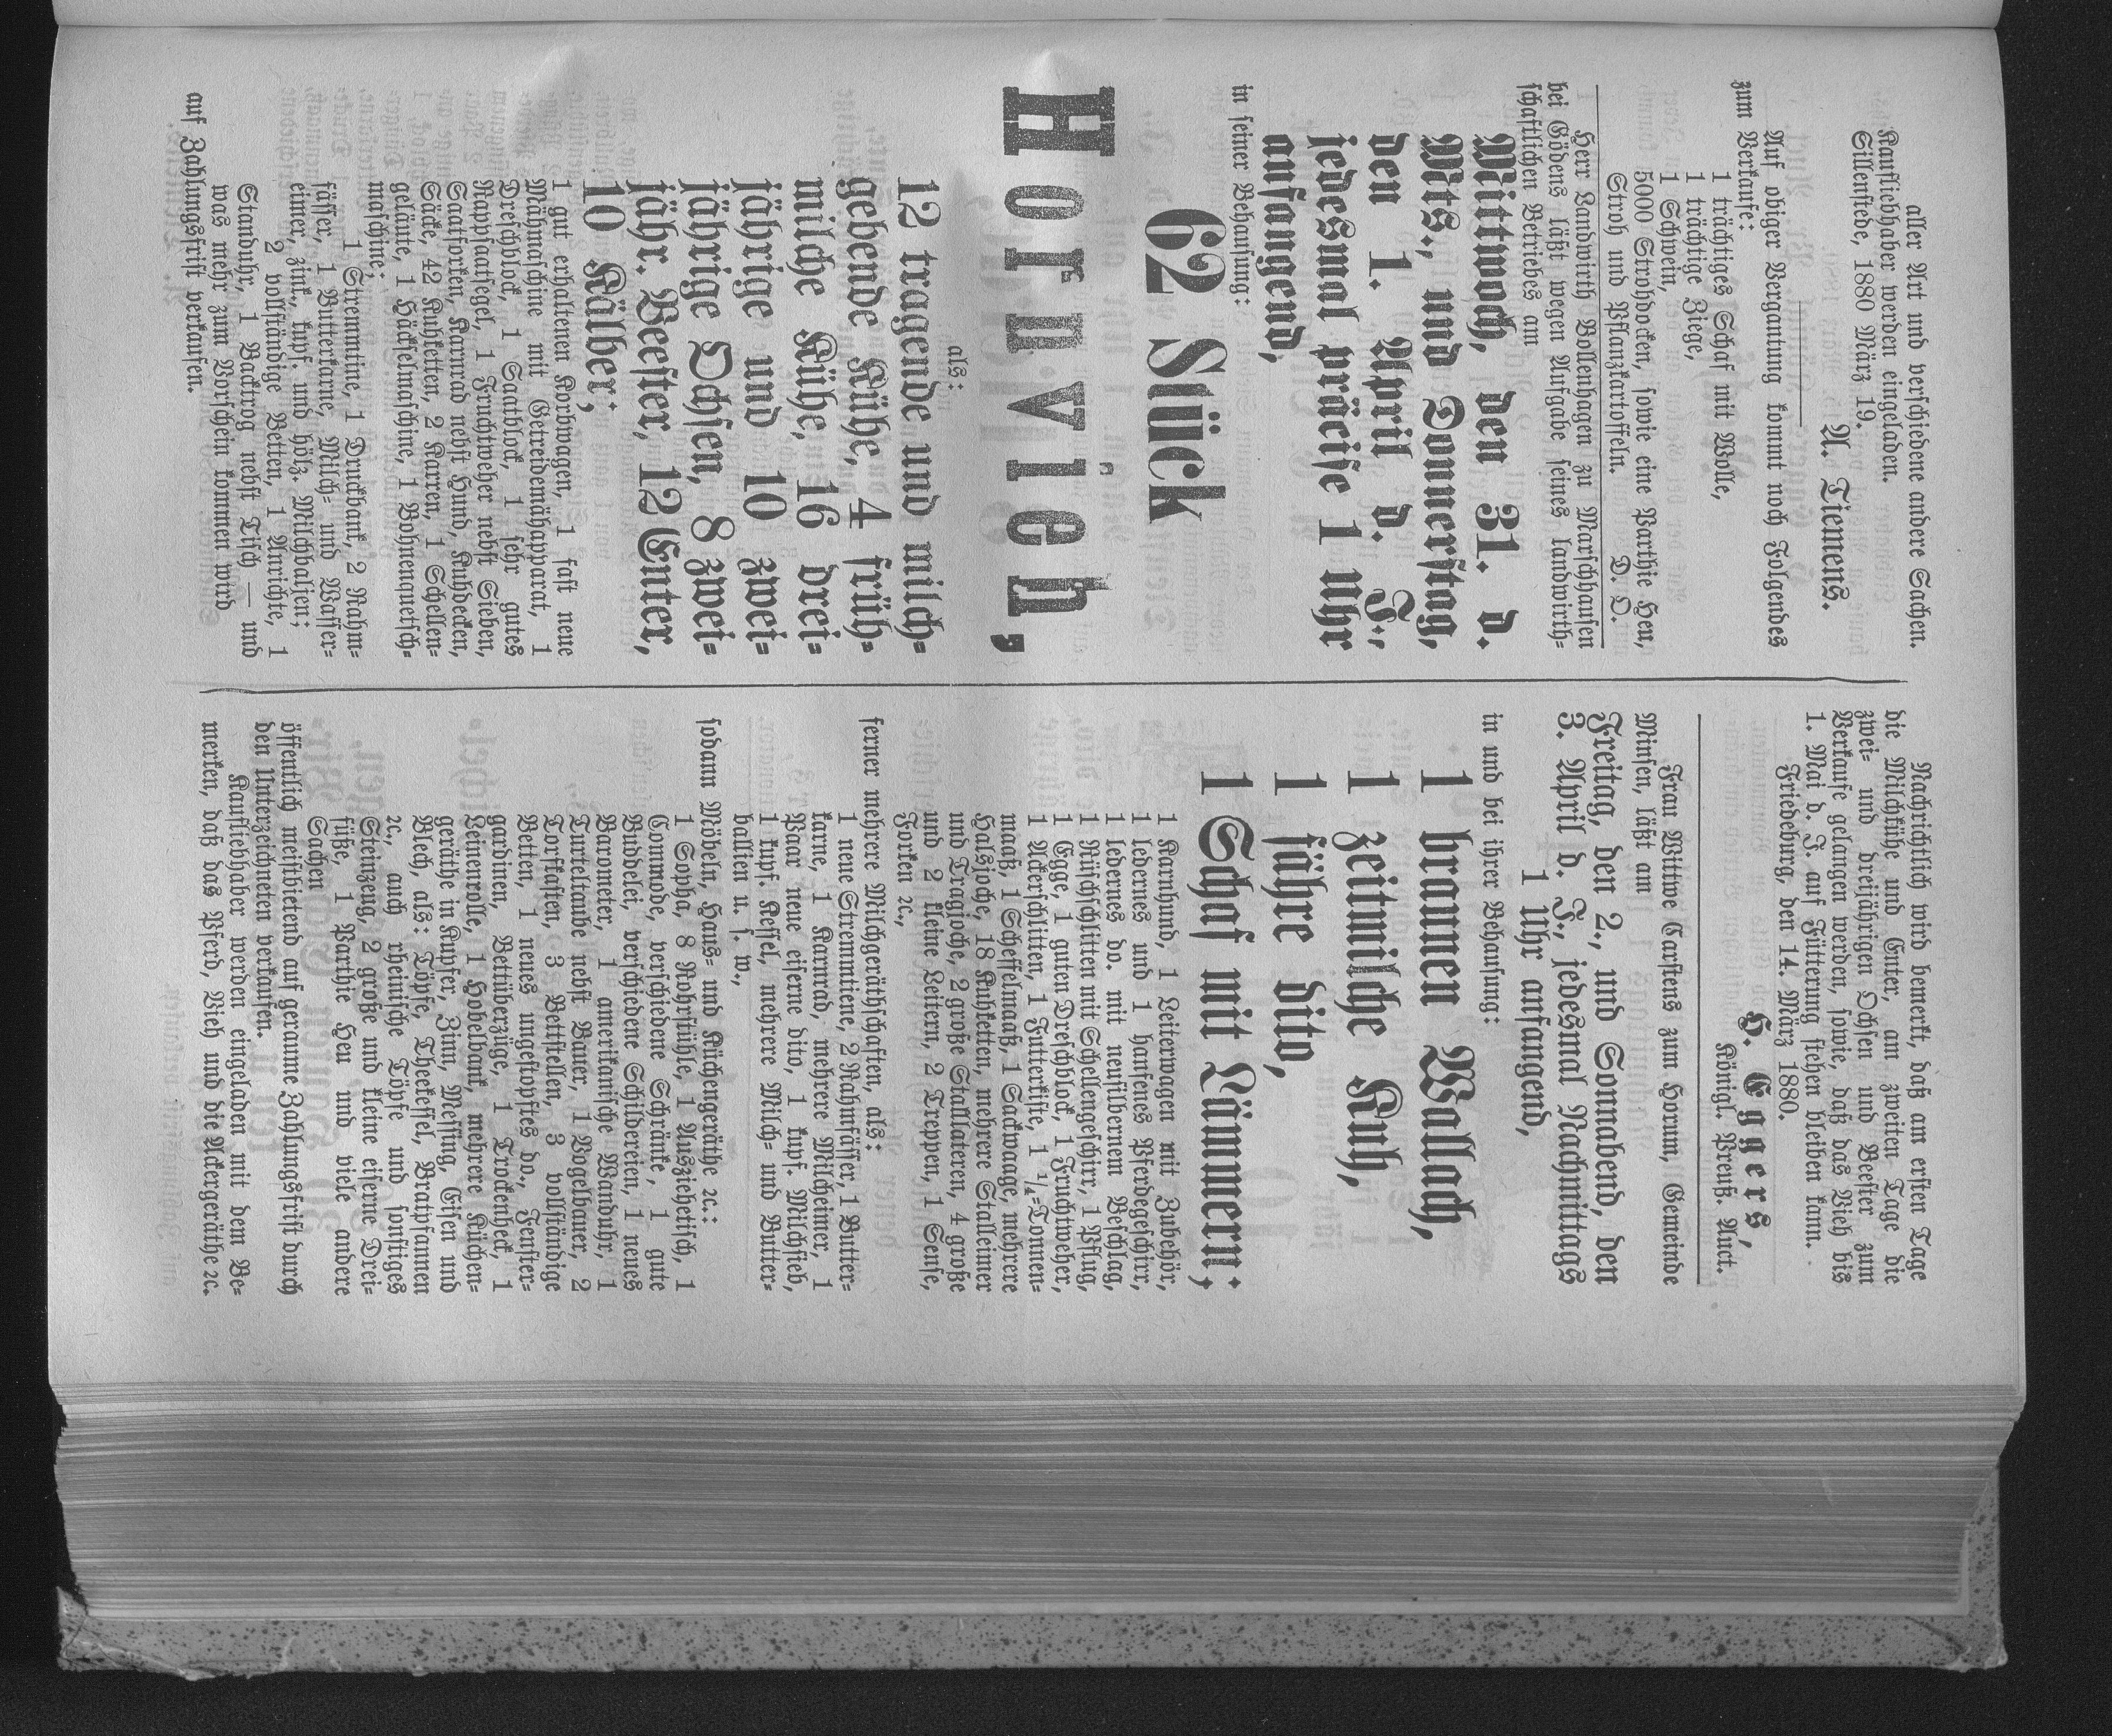 aller Art und verschiedene andere Sachen.
Kaufliebhaber werden eingeladen.
Sillenstede, 1880 März 19.
A. Tiemens.
Auf obiger Vergantung kommt noch Folgendes
zum Verkaufe:
1 trächtiges Schaf mit Wolle,
1 trächtige Ziege,
1 Schwein,
5000 Strohdocken, sowie eine Parthie Heu,
Stroh und Pflanzkartoffeln. D. O.
Herr Landwirth Bollenhagen zu Marschhausen
bei Gödens läßt wegen Aufgabe seines landwirth-
schaftlichen Betriebes am
Mittwoch, den 31. d.
Mts., und Donnerstag,
den 1. April d. J.,
jedesmal präcise 1 Uhr
anfangend,
in seiner Behausung:
62 Stück
Hornvieh,
als:
12 tragende und milch-
gebende Kühe, 4 früh-
milche Kühe, 16 drei-
jährige und 10 zwei-
jährige Ochsen, 8 zwei-
jähr. Beester, 12 Enter,
10 Kälber;
1 gut erhaltenen Korbwagen, 1 fast neue
Mähmaschine mit Getreidemähapparat, 1
Dreschblock, 1 Saatblock, 1 sehr gutes
Rappsaatsegel, 1 Fruchtweher nebst Sieben,
Saatforken, Karnrad nebst Hund, Kuhdecken,
Säcke, 42 Kuhketten, 2 Karren, 1 Schellen-
geläute, 1 Häckselmaschine, 1 Bohnenquetsch-
maschine;
1 Stremmtine, 1 Druckbank, 2 Rahm-
fässer, 1 Butterkarne, Milch- und Wasser-
eimer, zink., kupf. und hölz. Milchbaljen;
2 vollständige Betten, 1 Anrichte, 1
Standuhr, 1 Backtrog nebst Tisch — und
was mehr zum Vorschein kommen wird
auf Zahlungsfrist verkaufen.
Nachrichtlich wird bemerkt, daß am ersten Tage
die Milchkühe und Enter, am zweiten Tage die
zwei- und dreijährigen Ochsen und Beester zum
Verkaufe gelangen werden, sowie, daß das Vieh bis
1. Mai d. J. auf Fütterung stehen bleiben kann.
Friedeburg, den 14. März 1880.
H. Eggers,
Königl. Preuß. Auct.
Frau Wittwe Carstens zum Horum, Gemeinde
Minsen, läßt am
Freitag, den 2., und Sonnabend, den
3. April d. J., jedesmal Nachmittags
1 Uhr anfangend,
in und bei ihrer Behausung:
1 braunen Wallach,
1 zeitmilche Kuh,
1 fähre dito,
1 Schaf mit Lämmern;
1 Karnhund, 1 Leiterwagen mit Zubehör,
1 ledernes und 1 hanfenes Pferdegeschirr,
1 ledernes do. mit neusilbernem Beschlag,
1 Rüschschlitten mit Schellengeschirr, 1 Pflug,
1 Egge, 1 guten Dreschblock, 1 Fruchtweher,
1 Ackerschlitten, 1 Futterkiste, 1 1/4-Tonnen-
maaß, 1 Scheffelmaaß, 1 Sackwaage, mehrere
Halsjoche, 18 Kuhketten, mehrere Stalleimer
und Tragjoche, 2 große Stallateren, 4 große
und 2 kleine Leitern, 2 Treppen, 1 Sense,
Forken ꝛc.,
ferner mehrere Milchgeräthschaften, als:
1 neue Stremmtiene, 2 Rahmfässer, 1 Butter-
karne, 1 Karnrad, mehrere Milcheimer, 1
Paar neue eiserne dito, 1 kupf. Milchsieb,
1 kupf. Kessel, mehrere Milch- und Butter-
ballien u. s. w.,
sodann Möbeln, Haus- und Küchengeräthe ꝛc.:
1 Sopha, 8 Rohrstühle, 1 Ausziehetisch, 1
Commode, verschiedene Schränke, 1 gute
Buddelei, verschiedene Schildereien, 1 neues
Barometer, 1 amerikanische Wanduhr, 1
Turteltaube nebst Bauer, 1 Vogelbauer, 2
Torfkasten, 3 Bettstellen, 3 vollständige
Betten, 1 neues ungestopftes do., Fenster-
gardinen, Bettüberzüge, 1 Trockenheck, 1
Leinenrolle, 1 Hobelbank, mehrere Küchen-
geräthe in Kupfer, Zinn, Messing, Eisen und
Blech, als: Töpfe, Theekessel, Bratpfannen
ꝛc., auch rheinische Töpfe und sonstiges
Steinzeug, 2 große und kleine eiserne Drei-
füße, 1 Parthie Heu und viele andere
Sachen
öffentlich meistbietend auf geraume Zahlungsfrist durch
den Unterzeichneten verkaufen.
Kaufliebhaber werden eingeladen mit dem Be-
merken, daß das Pferd, Vieh und die Ackergeräthe ꝛc.